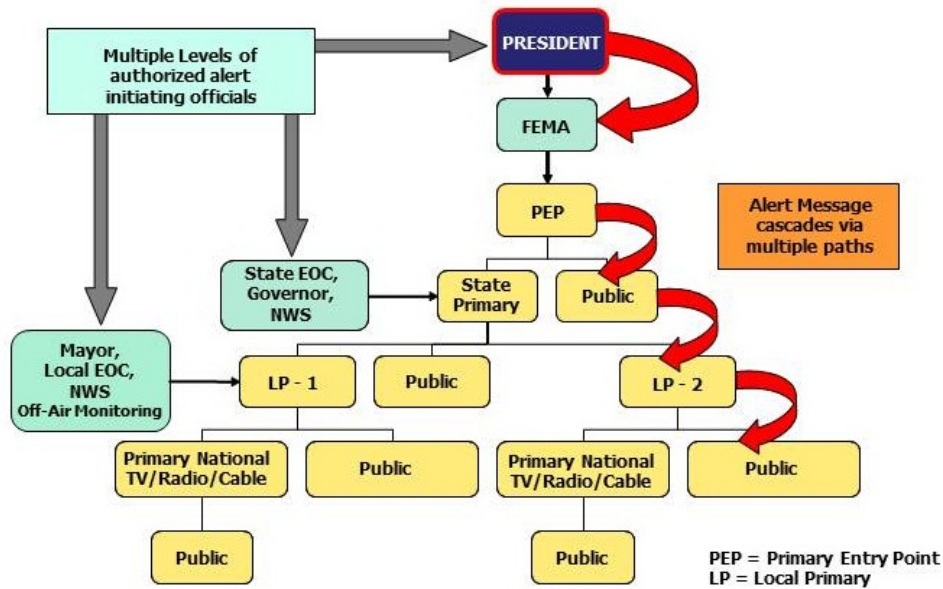 Multiple Levels of
authorized alert
initiating officials
PRESIDENT
FEMA
PEP
Alert Message
cascades via
multiple paths
State EOC,
Governor,
NWS
State
Primary
Public
Mayor,
Local EOC,
NWS
Off-Air Monitoring
LP - 1
Public
LP - 2
Primary National
TV/Radio/Cable
Public
Primary National
TV/Radio/Cable
Public
Public
Public
PEP = Primary Entry Point
LP = Local Primary